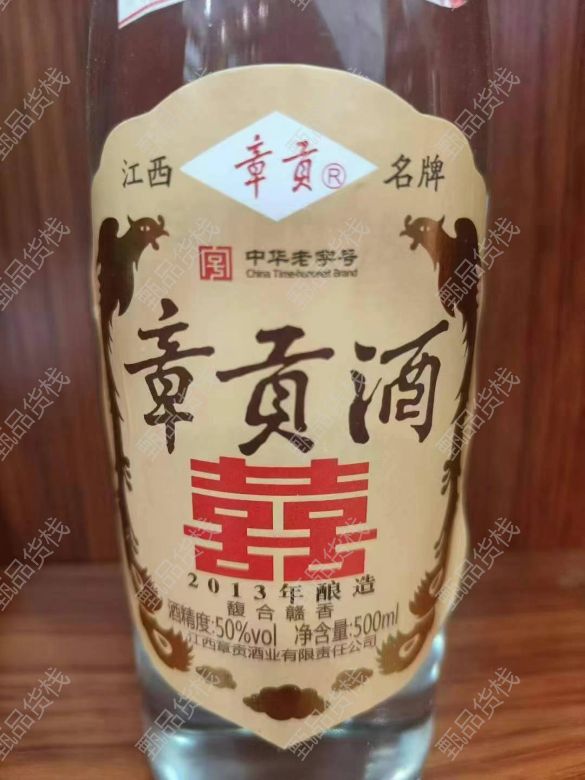 江西 章贡® 名牌
中华老字号
China Time-honored Brand
章贡酒
囍
2013年酿造
馥合赣香
酒精度:50%vol 净含量:500ml
江西章贡酒业有限责任公司
甄品货栈